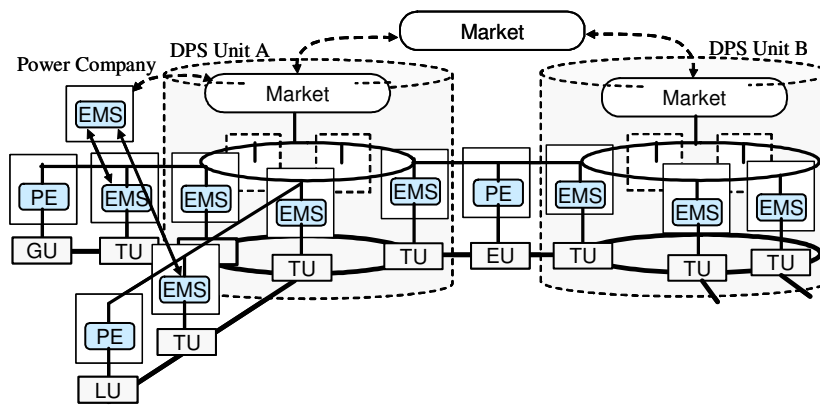 Market
DPS Unit A
DPS Unit B
Power Company
Market
Market
EMS
PE
EMS
EMS
EMS
EMS
PE
EMS
EMS
EMS
GU
TU
TU
TU
EU
TU
TU
TU
EMS
PE
TU
LU